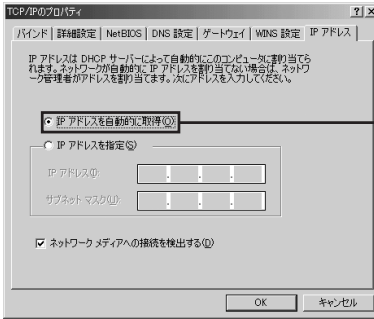 TCP/IPのプロパティ
バインド 詳細設定 NetBIOS DNS 設定 ゲートウェイ WINS 設定 IP アドレス
IP アドレスは DHCP サーバーによって自動的にこのコンピュータに割り当てら
れます。ネットワークが自動的に IP アドレスを割り当てない場合は、ネットワ
ーク管理者がアドレスを割り当てます。次にアドレスを入力してください。
IP アドレスを自動的に取得(O)
IP アドレスを指定(S)
IP アドレス(I):
サブネット マスク(U):
ネットワーク メディアへの接続を検出する(D)
OK キャンセル